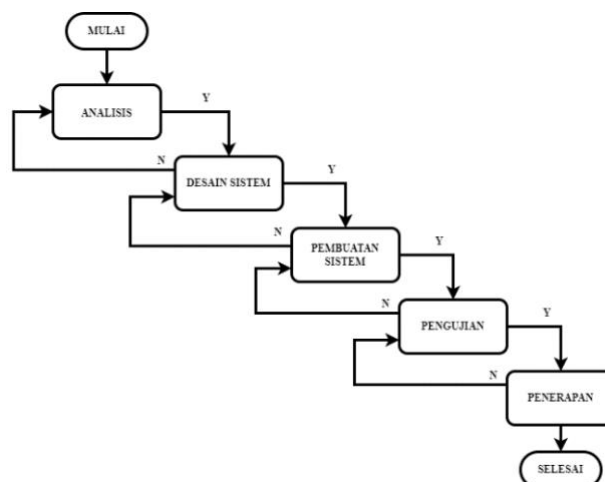 MULAI
ANALISIS
Y
N
DESAIN SISTEM
Y
N
PEMBUATAN
SISTEM
Y
N
PENGUJIAN
Y
N
PENERAPAN
SELESAI